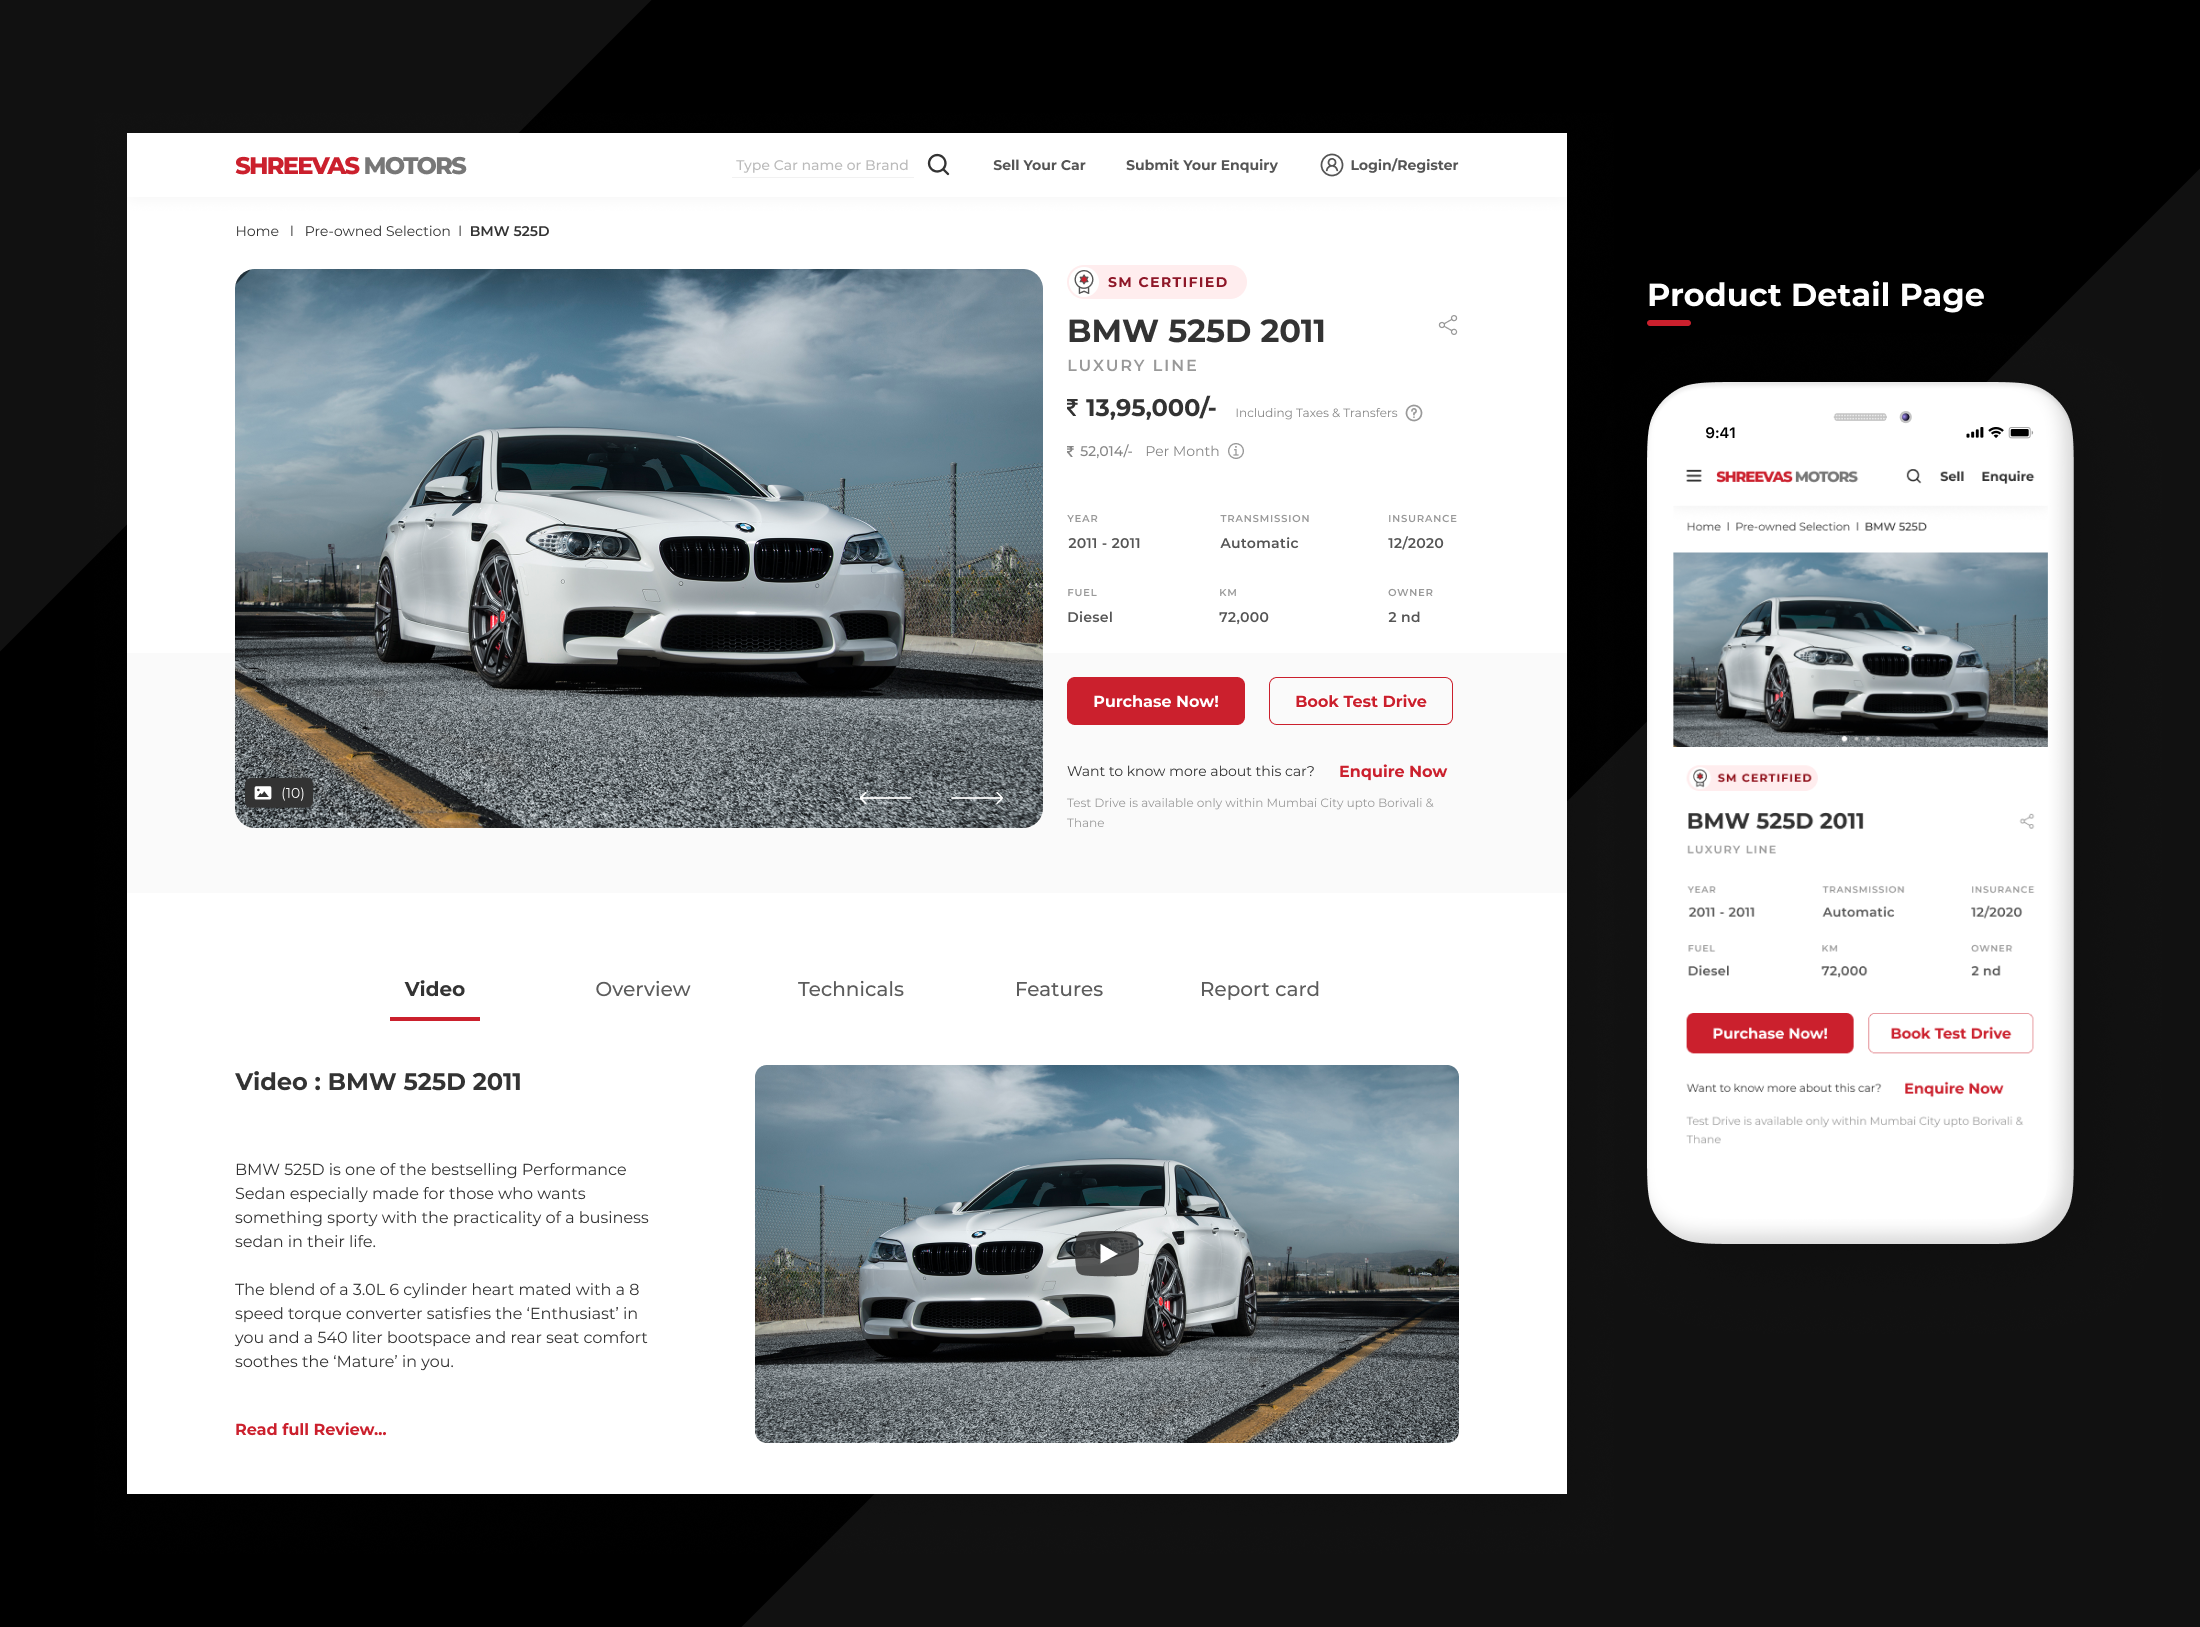 SHREEVAS MOTORS
Type Car name or Brand
Sell Your Car
Submit Your Enquiry
Login/Register
Home | Pre-owned Selection | BMW 525D
SM CERTIFIED
BMW 525D 2011
LUXURY LINE
₹ 13,95,000/- Including Taxes & Transfers ?
₹ 52,014/- Per Month i
YEAR TRANSMISSION INSURANCE
2011 - 2011 Automatic 12/2020
FUEL KM OWNER
Diesel 72,000 2 nd
(10)
Purchase Now! Book Test Drive
Want to know more about this car? Enquire Now
Test Drive is available only within Mumbai City upto Borivali &
Thane
Video Overview Technicals Features Report card
Video : BMW 525D 2011
BMW 525D is one of the bestselling Performance
Sedan especially made for those who wants
something sporty with the practicality of a business
sedan in their life.
The blend of a 3.0L 6 cylinder heart mated with a 8
speed torque converter satisfies the ‘Enthusiast’ in
you and a 540 liter bootspace and rear seat comfort
soothes the ‘Mature’ in you.
Read full Review...
Product Detail Page
9:41
SHREEVAS MOTORS Sell Enquire
Home | Pre-owned Selection | BMW 525D
SM CERTIFIED
BMW 525D 2011
LUXURY LINE
YEAR TRANSMISSION INSURANCE
2011 - 2011 Automatic 12/2020
FUEL KM OWNER
Diesel 72,000 2 nd
Purchase Now! Book Test Drive
Want to know more about this car? Enquire Now
Test Drive is available only within Mumbai City upto Borivali &
Thane